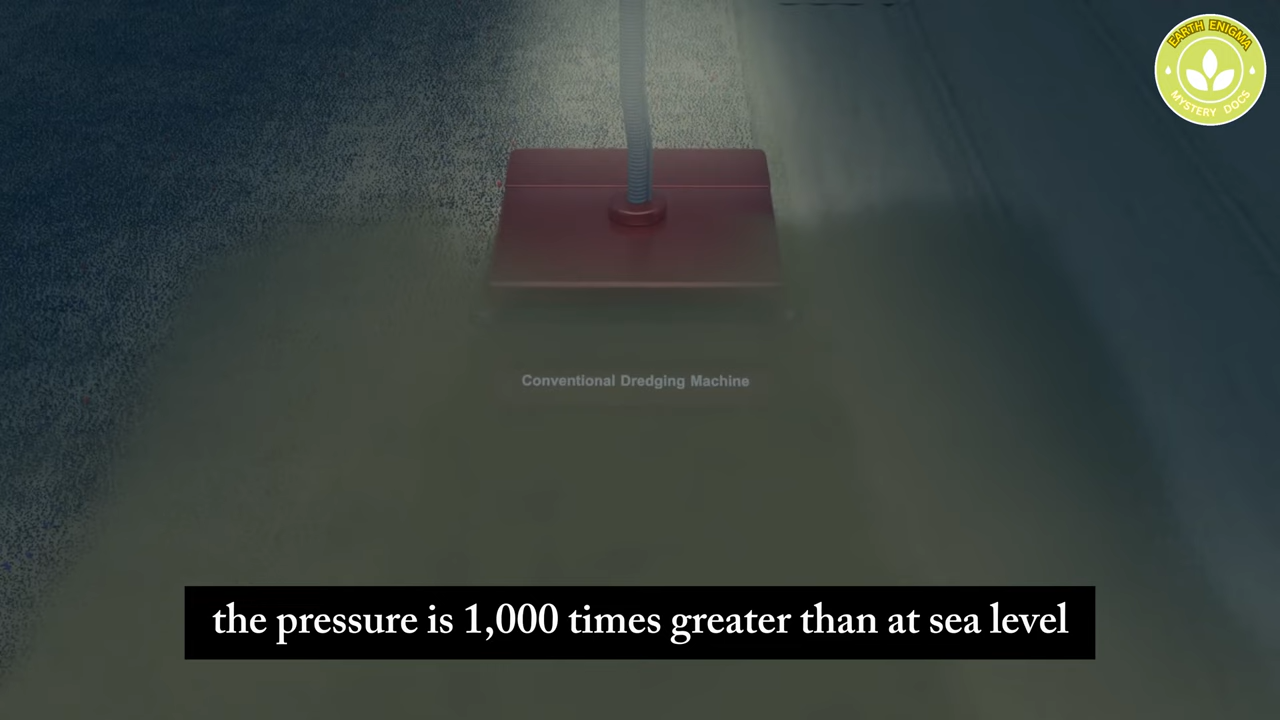 EARTH ENIGMA
MYSTERY DOCS
Conventional Dredging Machine
the pressure is 1,000 times greater than at sea level